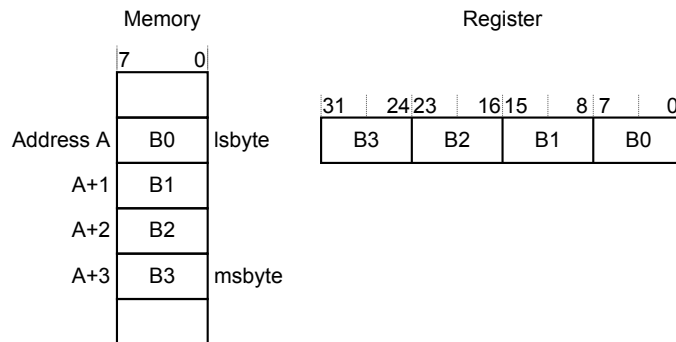 Memory
Register
7 0
31 24 23 16 15 8 7 0
Address A B0 lsbyte
B3 B2 B1 B0
A+1 B1
A+2 B2
A+3 B3 msbyte